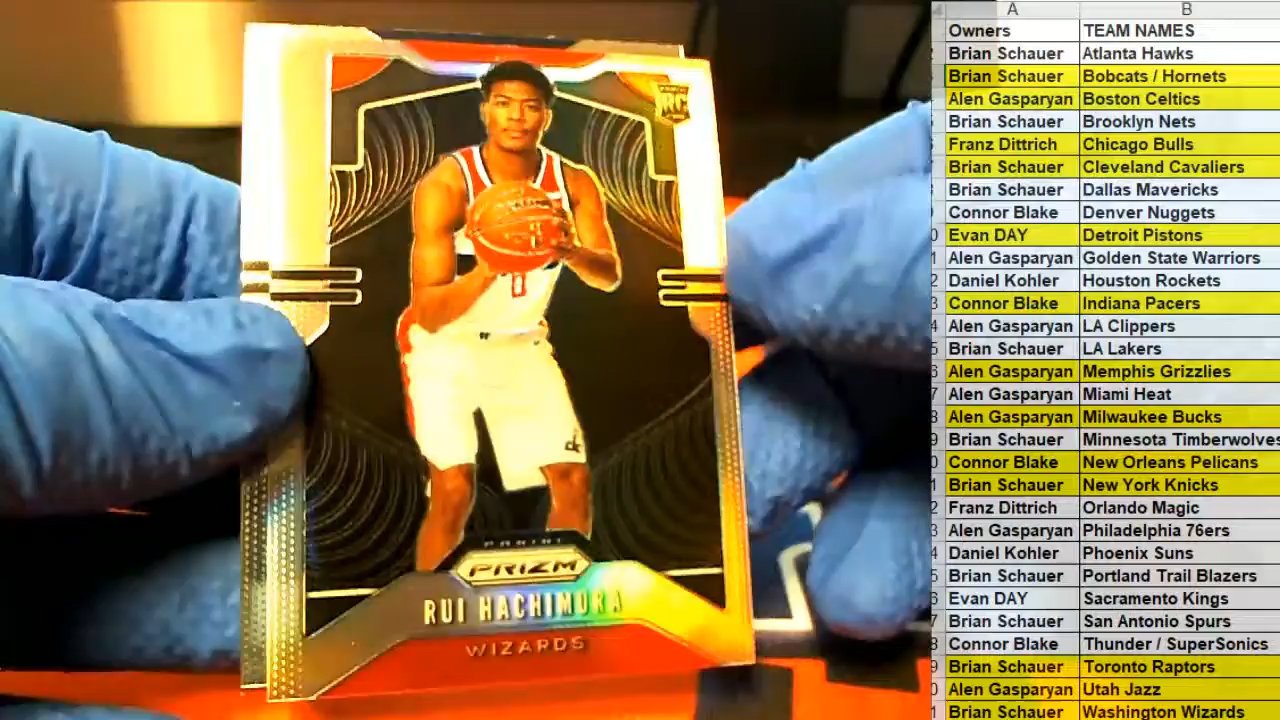 RC
0
PANINI
PRIZM
RUI HACHIMURA
WIZARDS
A B
Owners TEAM NAMES
Brian Schauer Atlanta Hawks
Brian Schauer Bobcats / Hornets
Alen Gasparyan Boston Celtics
Brian Schauer Brooklyn Nets
Franz Dittrich Chicago Bulls
Brian Schauer Cleveland Cavaliers
Brian Schauer Dallas Mavericks
Connor Blake Denver Nuggets
Evan DAY Detroit Pistons
Alen Gasparyan Golden State Warriors
Daniel Kohler Houston Rockets
Connor Blake Indiana Pacers
Alen Gasparyan LA Clippers
Brian Schauer LA Lakers
Alen Gasparyan Memphis Grizzlies
Alen Gasparyan Miami Heat
Alen Gasparyan Milwaukee Bucks
Brian Schauer Minnesota Timberwolves
Connor Blake New Orleans Pelicans
Brian Schauer New York Knicks
Franz Dittrich Orlando Magic
Alen Gasparyan Philadelphia 76ers
Daniel Kohler Phoenix Suns
Brian Schauer Portland Trail Blazers
Evan DAY Sacramento Kings
Brian Schauer San Antonio Spurs
Connor Blake Thunder / SuperSonics
Brian Schauer Toronto Raptors
Alen Gasparyan Utah Jazz
Brian Schauer Washington Wizards